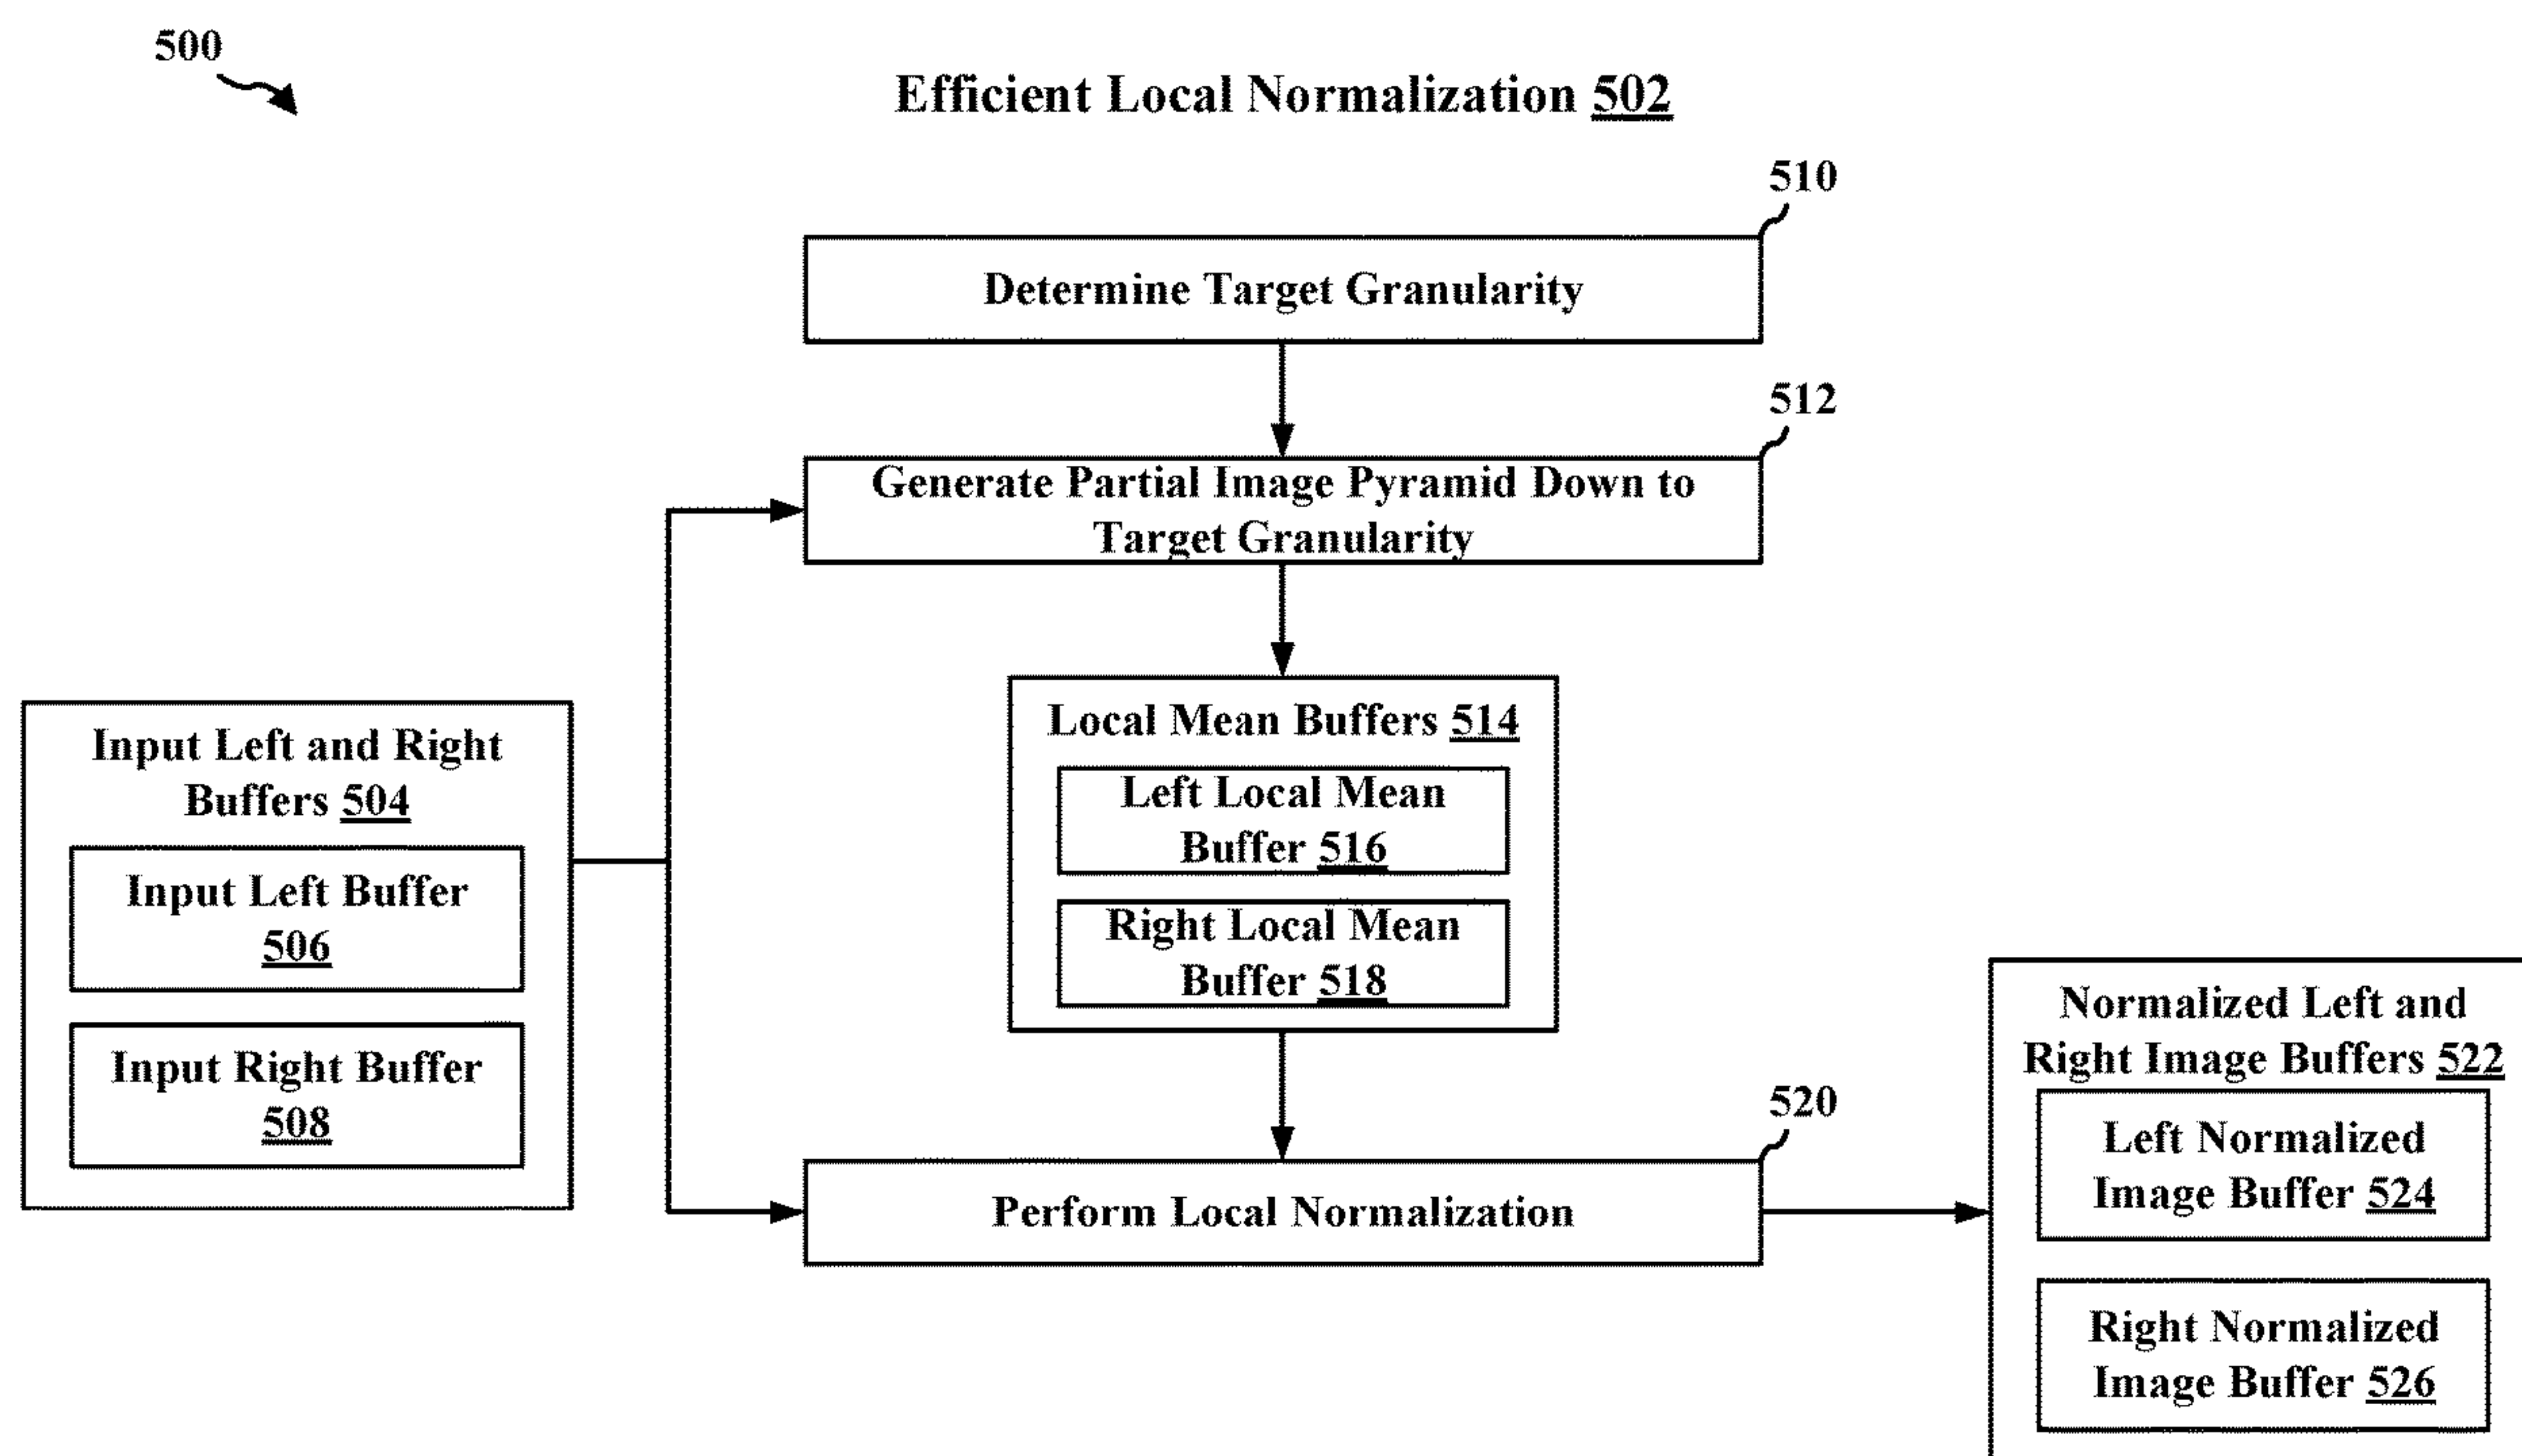 500
Efficient Local Normalization 502
510
Determine Target Granularity
512
Generate Partial Image Pyramid Down to
Target Granularity
Input Left and Right
Buffers 504
Input Left Buffer
506
Input Right Buffer
508
Local Mean Buffers 514
Left Local Mean
Buffer 516
Right Local Mean
Buffer 518
520
Perform Local Normalization
Normalized Left and
Right Image Buffers 522
Left Normalized
Image Buffer 524
Right Normalized
Image Buffer 526